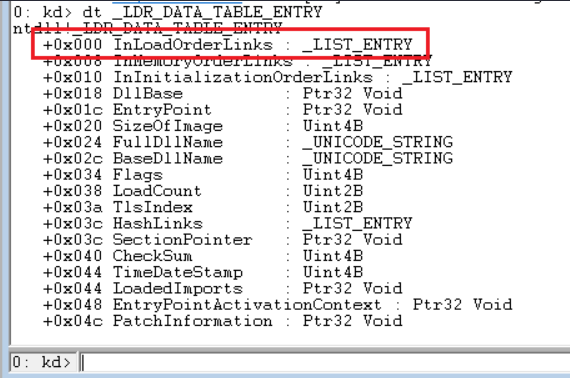 0: kd> dt _LDR_DATA_TABLE_ENTRY
ntdll!_LDR_DATA_TABLE_ENTRY
+0x000 InLoadOrderLinks : _LIST_ENTRY
+0x008 InMemoryOrderLinks : _LIST_ENTRY
+0x010 InInitializationOrderLinks : _LIST_ENTRY
+0x018 DllBase : Ptr32 Void
+0x01c EntryPoint : Ptr32 Void
+0x020 SizeOfImage : Uint4B
+0x024 FullDllName : _UNICODE_STRING
+0x02c BaseDllName : _UNICODE_STRING
+0x034 Flags : Uint4B
+0x038 LoadCount : Uint2B
+0x03a TlsIndex : Uint2B
+0x03c HashLinks : _LIST_ENTRY
+0x03c SectionPointer : Ptr32 Void
+0x040 CheckSum : Uint4B
+0x044 TimeDateStamp : Uint4B
+0x044 LoadedImports : Ptr32 Void
+0x048 EntryPointActivationContext : Ptr32 Void
+0x04c PatchInformation : Ptr32 Void
0: kd>